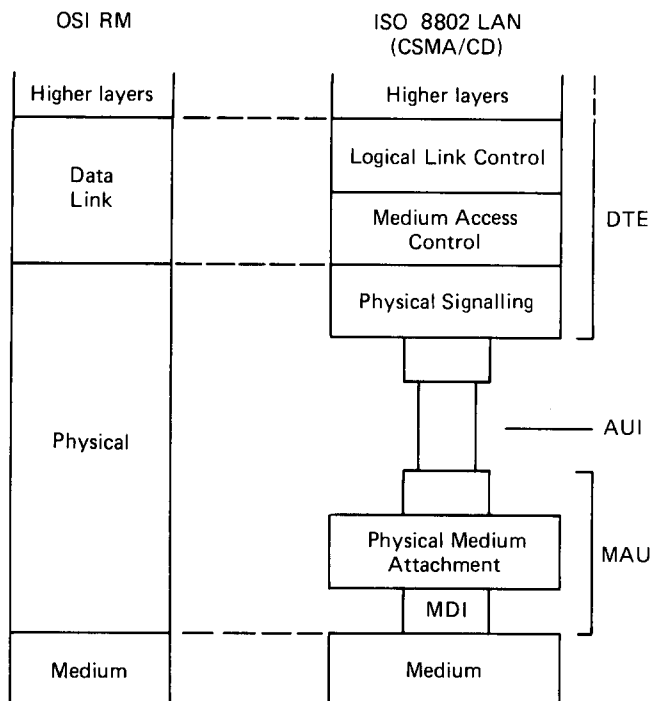 OSI RM
ISO 8802 LAN
(CSMA/CD)
Higher layers
Higher layers
Data
Link
Logical Link Control
Medium Access
Control
DTE
Physical Signalling
Physical
AUI
Physical Medium
Attachment
MAU
MDI
Medium
Medium